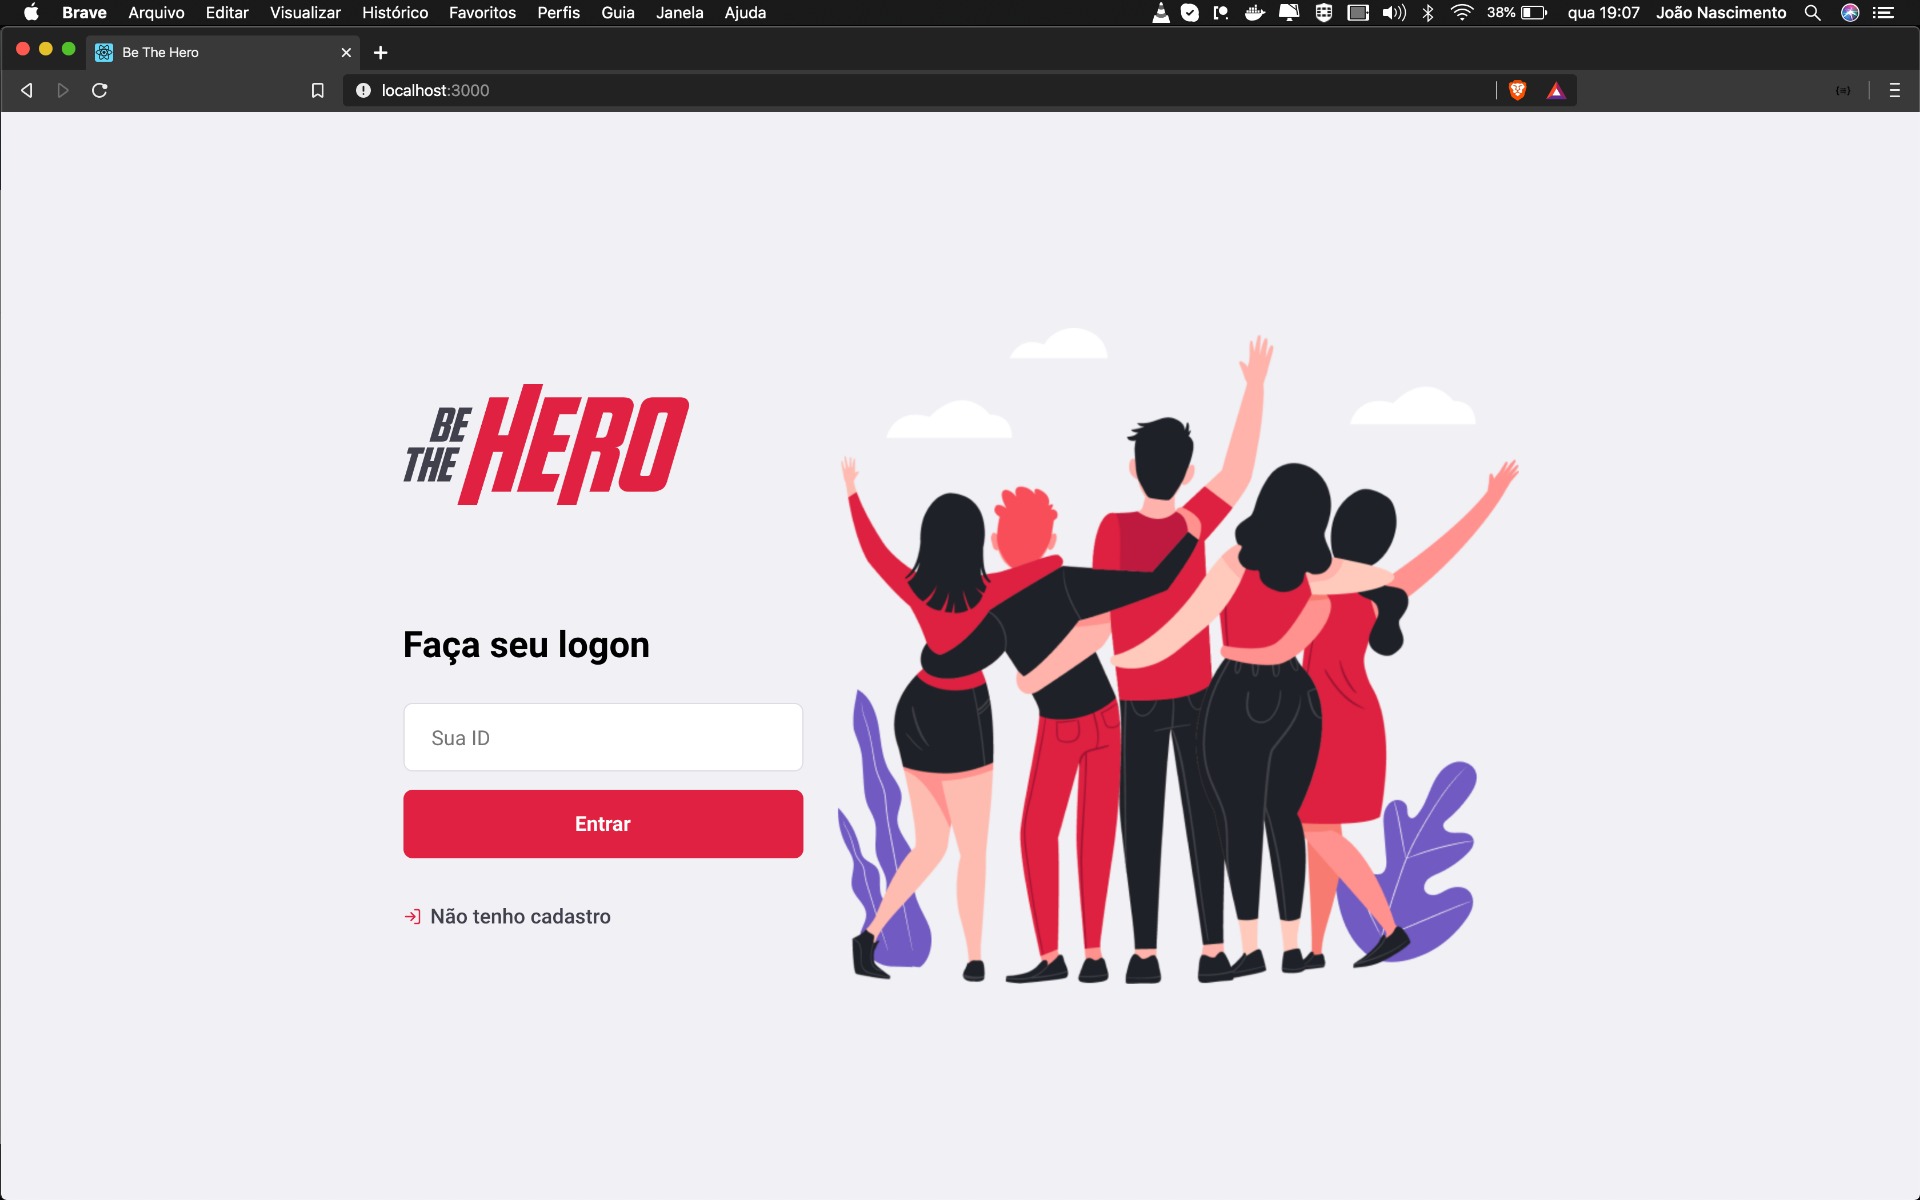 Brave Arquivo Editar Visualizar Histórico Favoritos Perfis Guia Janela Ajuda 38% qua 19:07 João Nascimento
Be The Hero
localhost:3000
BE
THE HERO
Faça seu logon
Sua ID
Entrar
Não tenho cadastro